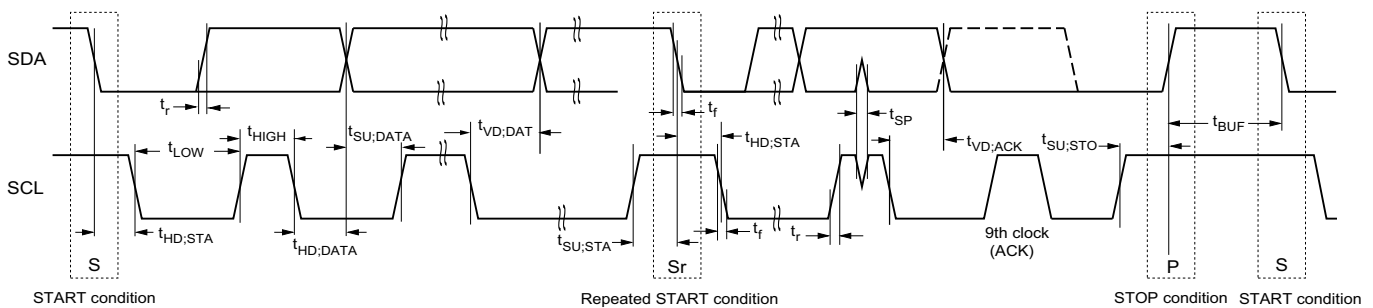 SDA
t_r
t_HIGH
t_SU;DATA
t_VD;DAT
t_f
t_HD;STA
t_SP
t_VD;ACK
t_SU;STO
t_BUF
SCL
t_LOW
t_HD;STA
t_HD;DATA
t_SU;STA
t_f
t_r
9th clock
(ACK)
S
Sr
P
S
START condition
Repeated START condition
STOP condition
START condition